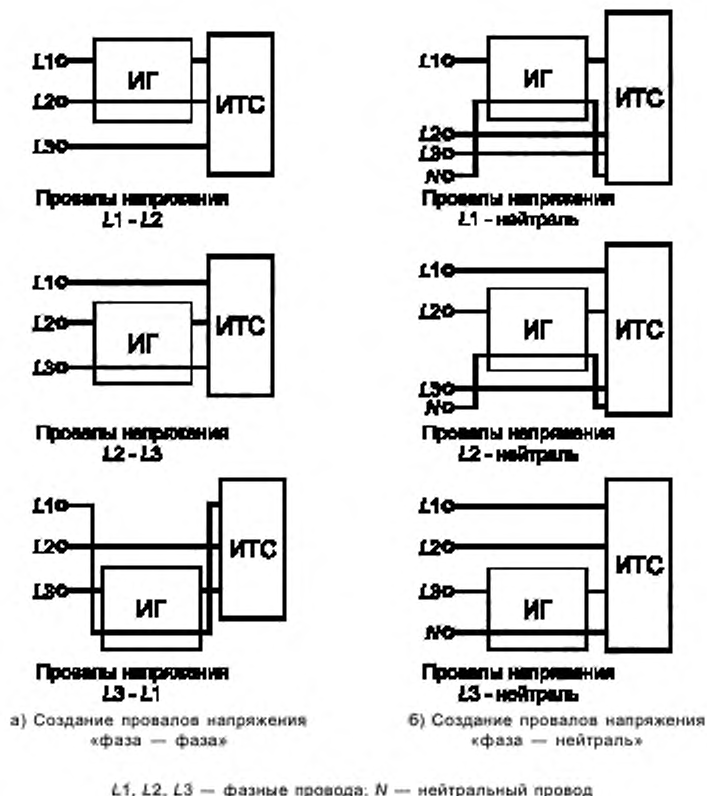 L1
ИГ
L2
ИТС
L3
Провалы напряжения
L1 - L2
L1
ИГ
ИТС
L2
L3
N
Провалы напряжения
L1 - нейтраль
L1
L2
ИГ
ИТС
L3
Провалы напряжения
L2 - L3
L1
L2
ИГ
ИТС
L3
N
Провалы напряжения
L2 - нейтраль
L1
L2
ИТС
L3
ИГ
Провалы напряжения
L3 - L1
L1
L2
ИТС
L3
ИГ
N
Провалы напряжения
L3 - нейтраль
а) Создание провалов напряжения
«фаза — фаза»
б) Создание провалов напряжения
«фаза — нейтраль»
L1, L2, L3 — фазные провода; N — нейтральный провод